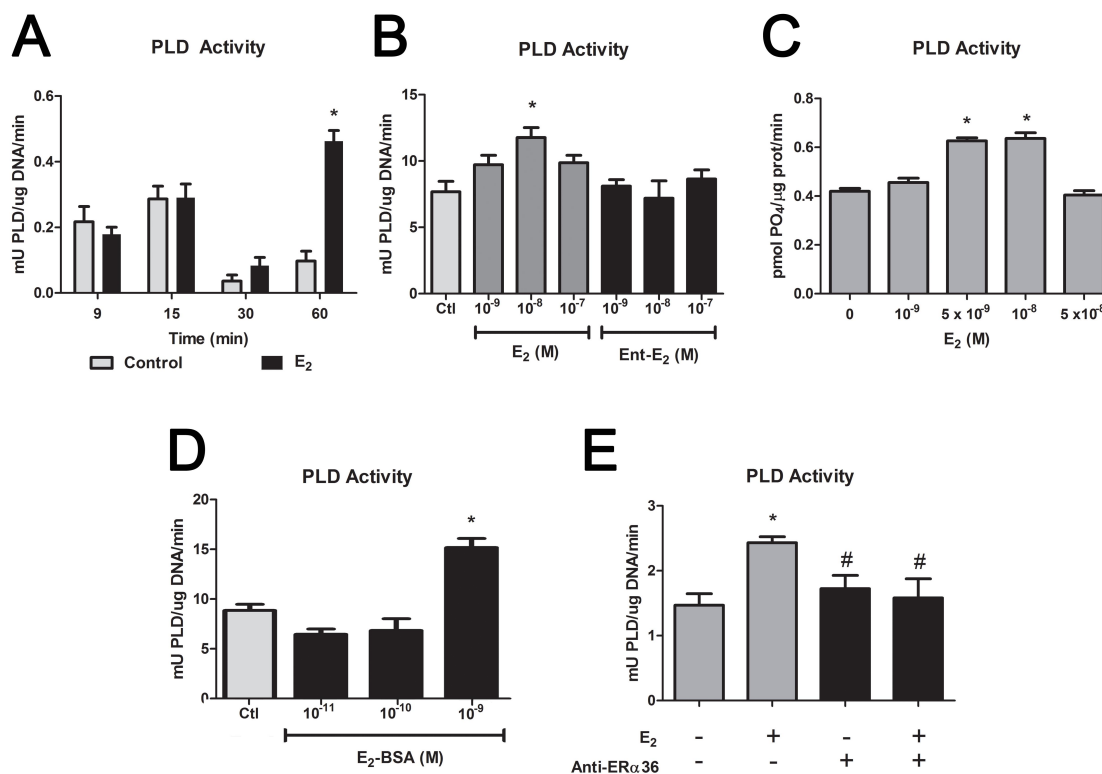 A
PLD Activity
mU PLD/ug DNA/min
0.6
0.4
0.2
0.0
*
9 15 30 60
Time (min)
Control E₂
B
PLD Activity
mU PLD/ug DNA/min
15
10
5
0
*
Ctl 10⁻⁹ 10⁻⁸ 10⁻⁷ 10⁻⁹ 10⁻⁸ 10⁻⁷
E₂ (M) Ent-E₂ (M)
C
PLD Activity
pmol PO₄/µg prot/min
0.8
0.6
0.4
0.2
0.0
* *
0 10⁻⁹ 5 x 10⁻⁹ 10⁻⁸ 5 x10⁻⁸
E₂ (M)
D
PLD Activity
mU PLD/ug DNA/min
20
15
10
5
0
*
Ctl 10⁻¹¹ 10⁻¹⁰ 10⁻⁹
E₂-BSA (M)
E
PLD Activity
mU PLD/ug DNA/min
3
2
1
0
* # #
E₂ - + - +
Anti-ERα36 - - + +